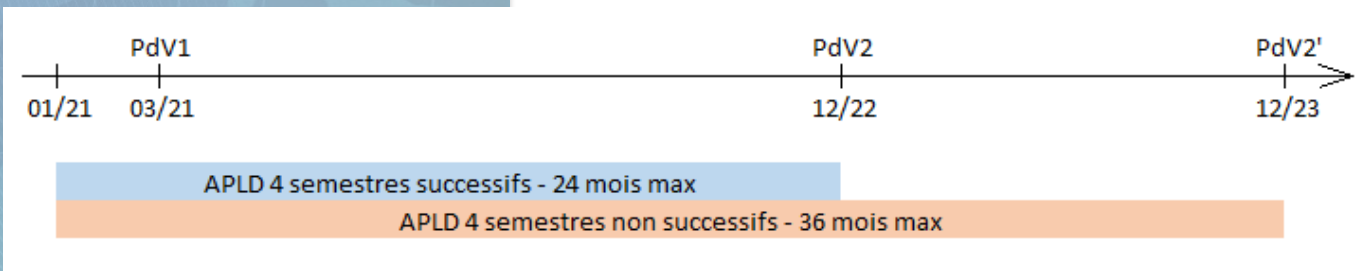 PdV1 PdV2 PdV2'
01/21 03/21 12/22 12/23
APLD 4 semestres successifs - 24 mois max
APLD 4 semestres non successifs - 36 mois max